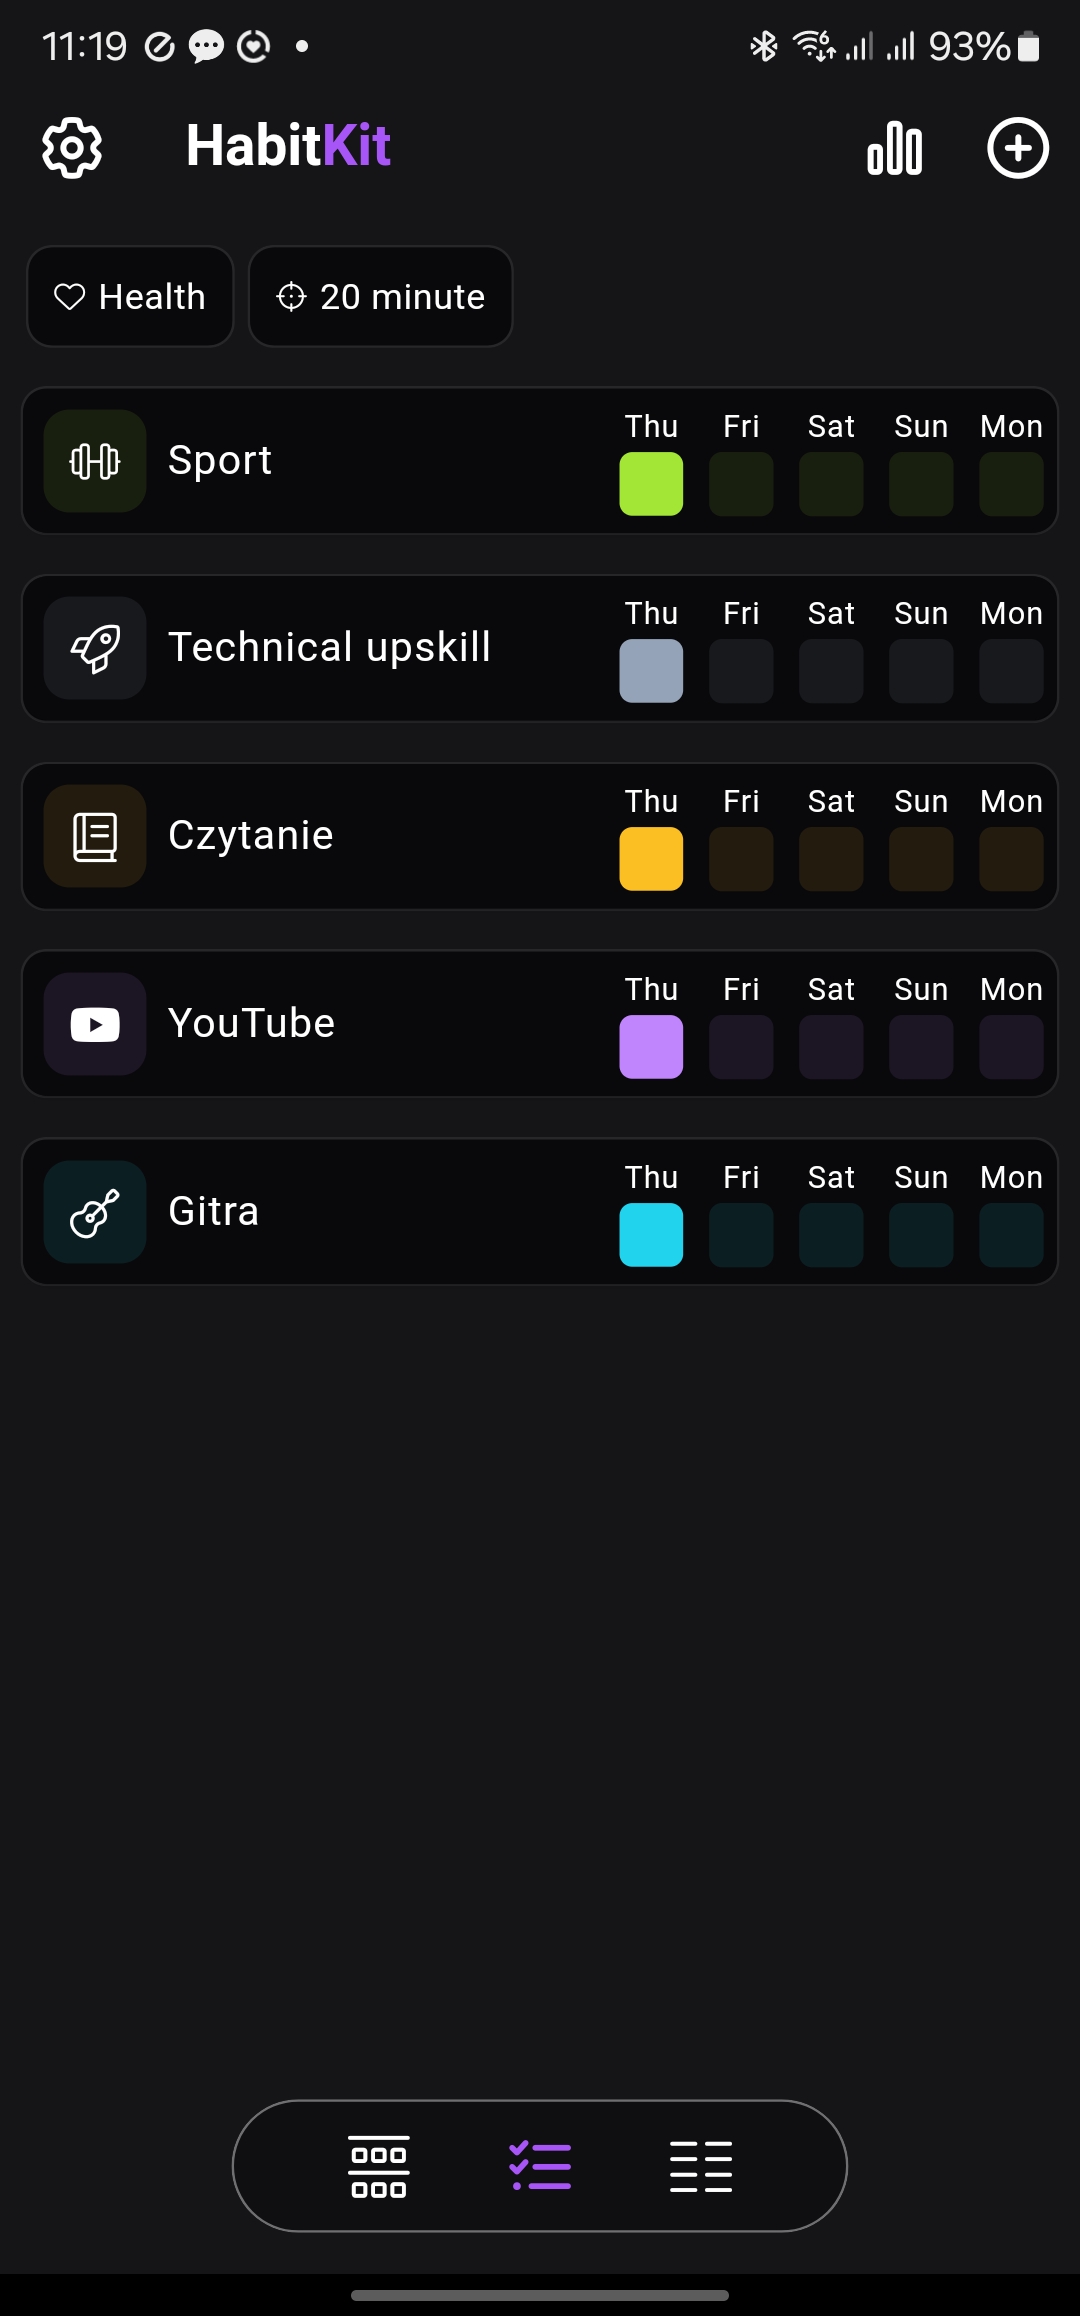 11:19 93%
HabitKit
Health 20 minute
Thu Fri Sat Sun Mon
Sport
Thu Fri Sat Sun Mon
Technical upskill
Thu Fri Sat Sun Mon
Czytanie
Thu Fri Sat Sun Mon
YouTube
Thu Fri Sat Sun Mon
Gitra